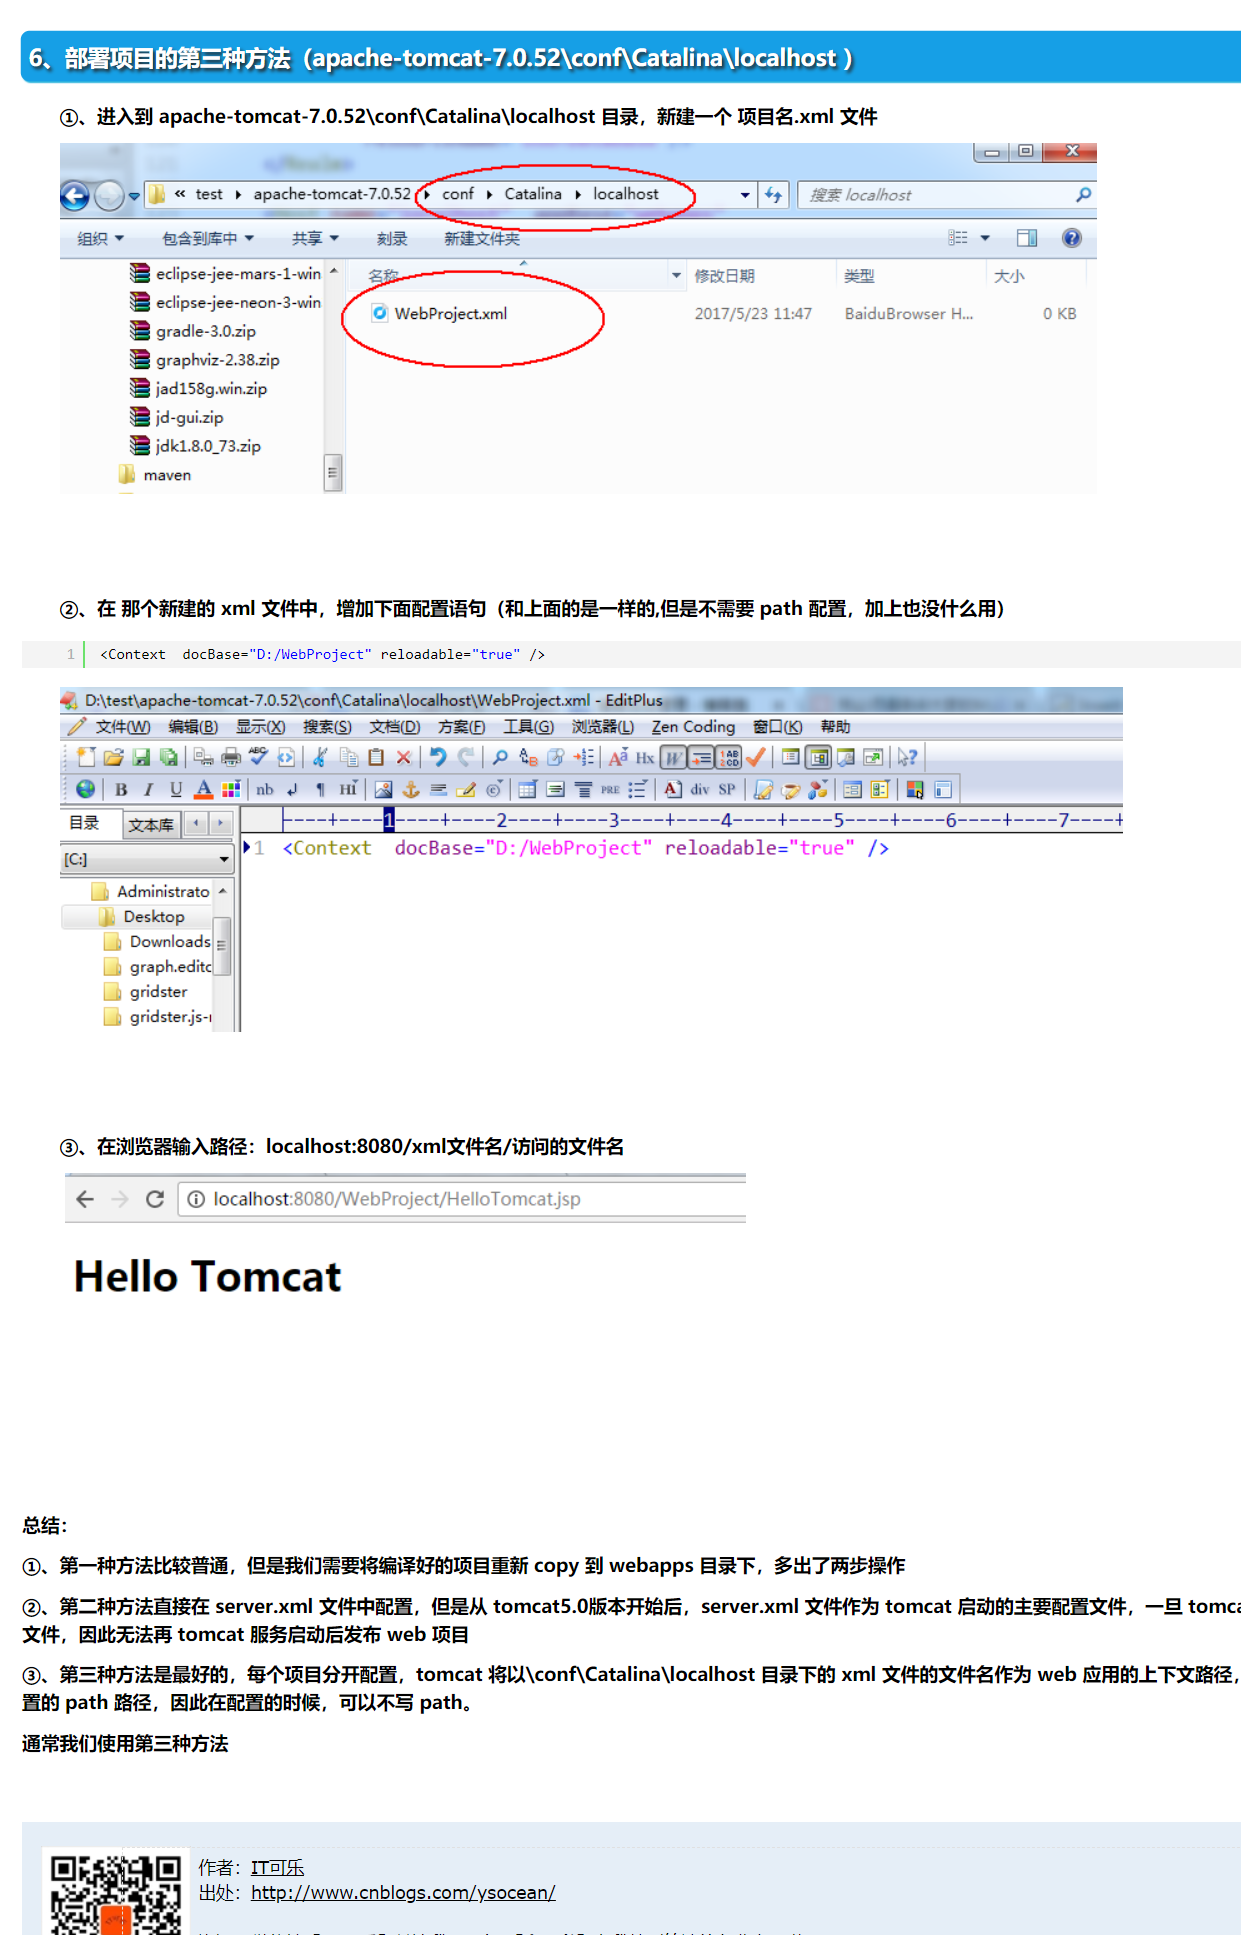 6、部署项目的第三种方法（apache-tomcat-7.0.52\conf\Catalina\localhost ）
①、进入到 apache-tomcat-7.0.52\conf\Catalina\localhost 目录，新建一个 项目名.xml 文件
« test ▸ apache-tomcat-7.0.52 ▸ conf ▸ Catalina ▸ localhost 搜索 localhost
组织 包含到库中 共享 刻录 新建文件夹
名称 修改日期 类型 大小
eclipse-jee-mars-1-win
eclipse-jee-neon-3-win
WebProject.xml 2017/5/23 11:47 BaiduBrowser H... 0 KB
gradle-3.0.zip
graphviz-2.38.zip
jad158g.win.zip
jd-gui.zip
jdk1.8.0_73.zip
maven
②、在 那个新建的 xml 文件中，增加下面配置语句（和上面的是一样的,但是不需要 path 配置，加上也没什么用）
1 <Context  docBase="D:/WebProject" reloadable="true" />
D:\test\apache-tomcat-7.0.52\conf\Catalina\localhost\WebProject.xml - EditPlus
文件(W) 编辑(B) 显示(X) 搜索(S) 文档(D) 方案(F) 工具(G) 浏览器(L) Zen Coding 窗口(K) 帮助
B I U A nb ¶ HI PRE A div SP
目录 文本库 ----+----1----+----2----+----3----+----4----+----5----+----6----+----7----+
[C:]
1 <Context  docBase="D:/WebProject" reloadable="true" />
Administrato
Desktop
Downloads
graph.editc
gridster
gridster.js-r
③、在浏览器输入路径：localhost:8080/xml文件名/访问的文件名
localhost:8080/WebProject/HelloTomcat.jsp
Hello Tomcat
总结：
①、第一种方法比较普通，但是我们需要将编译好的项目重新 copy 到 webapps 目录下，多出了两步操作
②、第二种方法直接在 server.xml 文件中配置，但是从 tomcat5.0版本开始后，server.xml 文件作为 tomcat 启动的主要配置文件，一旦 tomca
文件，因此无法再 tomcat 服务启动后发布 web 项目
③、第三种方法是最好的，每个项目分开配置，tomcat 将以\conf\Catalina\localhost 目录下的 xml 文件的文件名作为 web 应用的上下文路径，
置的 path 路径，因此在配置的时候，可以不写 path。
通常我们使用第三种方法
作者：IT可乐
出处：http://www.cnblogs.com/ysocean/